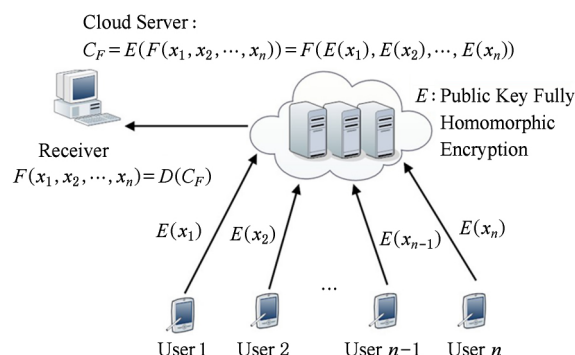 Cloud Server :
C_F = E(F(x_1, x_2, ⋯, x_n)) = F(E(x_1), E(x_2), ⋯, E(x_n))
E : Public Key Fully
Homomorphic
Encryption
Receiver
F(x_1, x_2, ⋯, x_n) = D(C_F)
E(x_1)
E(x_2)
E(x_{n−1})
E(x_n)
...
User 1
User 2
User n−1
User n